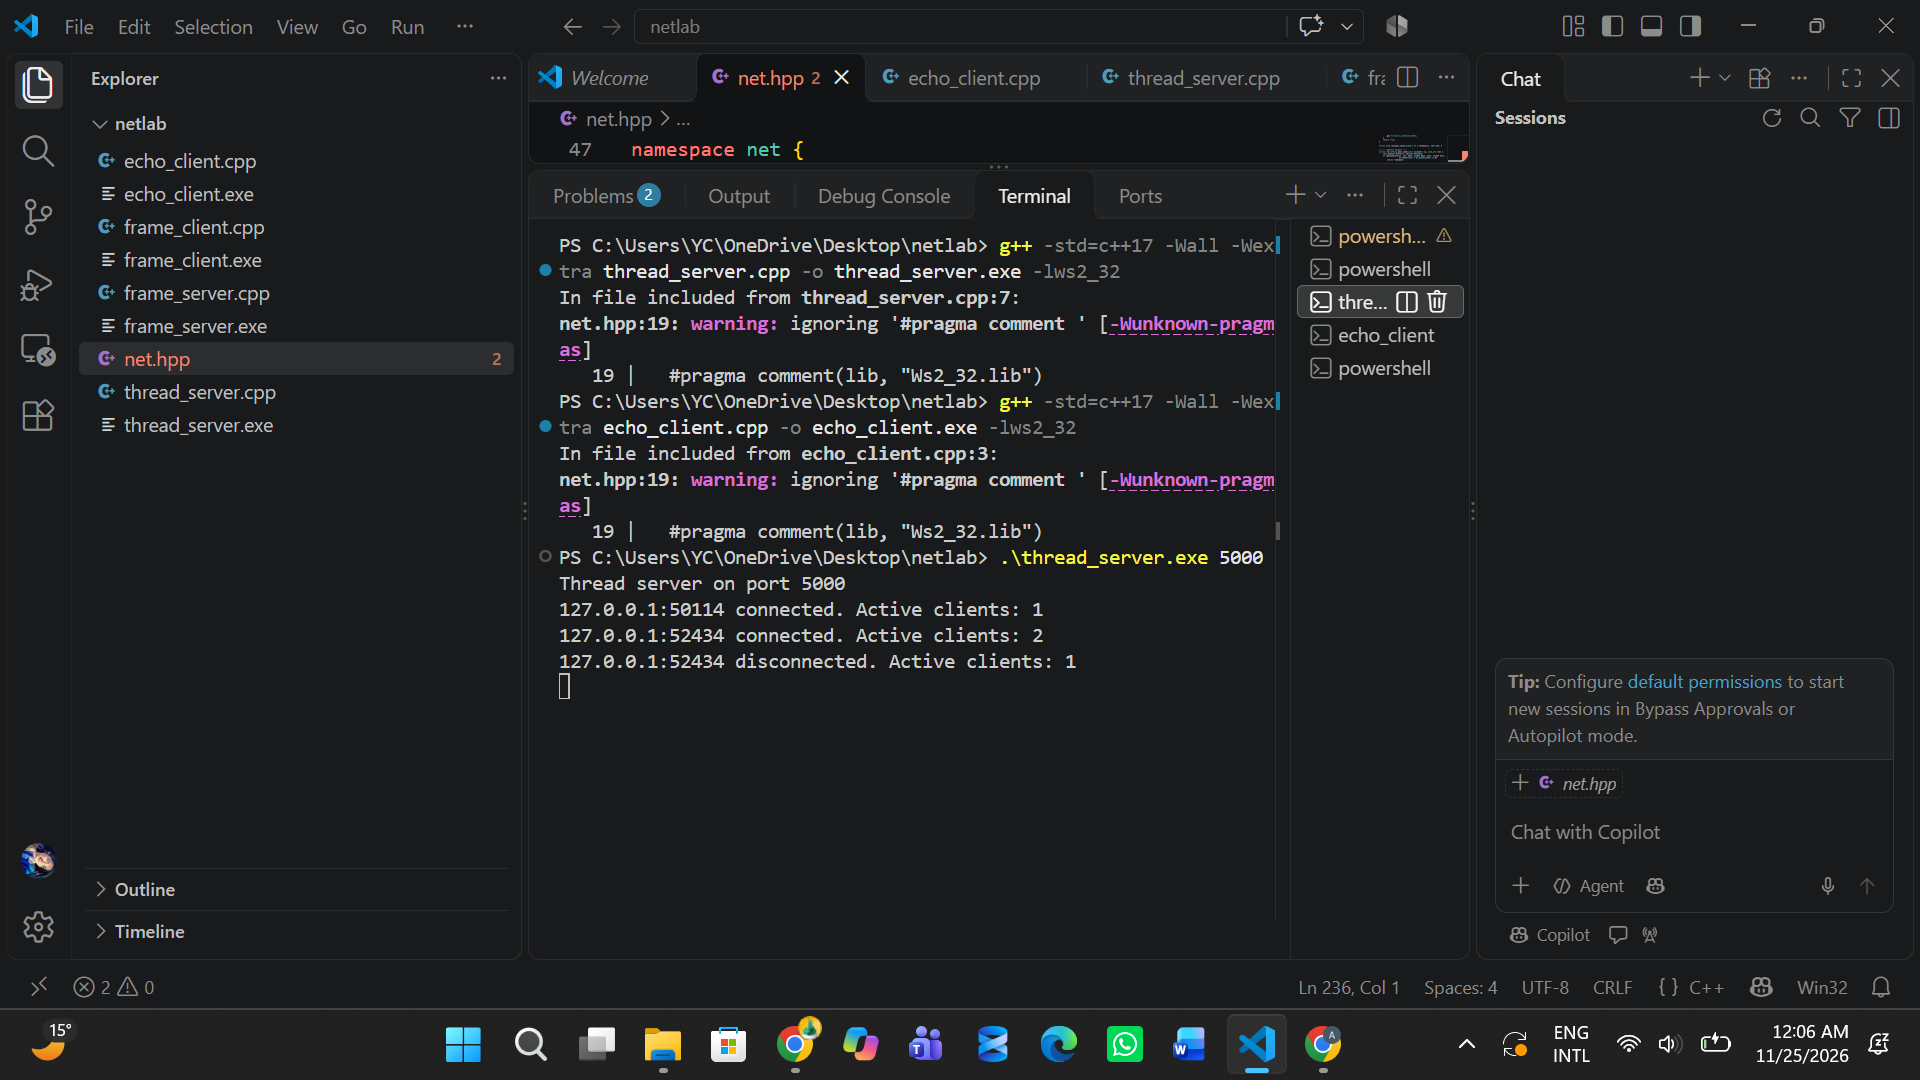 File Edit Selection View Go Run ···
netlab
Explorer
netlab
echo_client.cpp
echo_client.exe
frame_client.cpp
frame_client.exe
frame_server.cpp
frame_server.exe
net.hpp 2
thread_server.cpp
thread_server.exe
Outline
Timeline
Welcome net.hpp 2 echo_client.cpp thread_server.cpp fra
net.hpp > ...
47 namespace net {
Problems 2 Output Debug Console Terminal Ports
PS C:\Users\YC\OneDrive\Desktop\netlab> g++ -std=c++17 -Wall -Wex
tra thread_server.cpp -o thread_server.exe -lws2_32
In file included from thread_server.cpp:7:
net.hpp:19: warning: ignoring '#pragma comment ' [-Wunknown-pragm
as]
19 | #pragma comment(lib, "Ws2_32.lib")
PS C:\Users\YC\OneDrive\Desktop\netlab> g++ -std=c++17 -Wall -Wex
tra echo_client.cpp -o echo_client.exe -lws2_32
In file included from echo_client.cpp:3:
net.hpp:19: warning: ignoring '#pragma comment ' [-Wunknown-pragm
as]
19 | #pragma comment(lib, "Ws2_32.lib")
PS C:\Users\YC\OneDrive\Desktop\netlab> .\thread_server.exe 5000
Thread server on port 5000
127.0.0.1:50114 connected. Active clients: 1
127.0.0.1:52434 connected. Active clients: 2
127.0.0.1:52434 disconnected. Active clients: 1
powersh...
powershell
thre...
echo_client
powershell
Chat
Sessions
Tip: Configure default permissions to start
new sessions in Bypass Approvals or
Autopilot mode.
net.hpp
Chat with Copilot
Agent
Copilot
2 0
Ln 236, Col 1 Spaces: 4 UTF-8 CRLF { } C++ Win32
15°
ENG
INTL
12:06 AM
11/25/2026